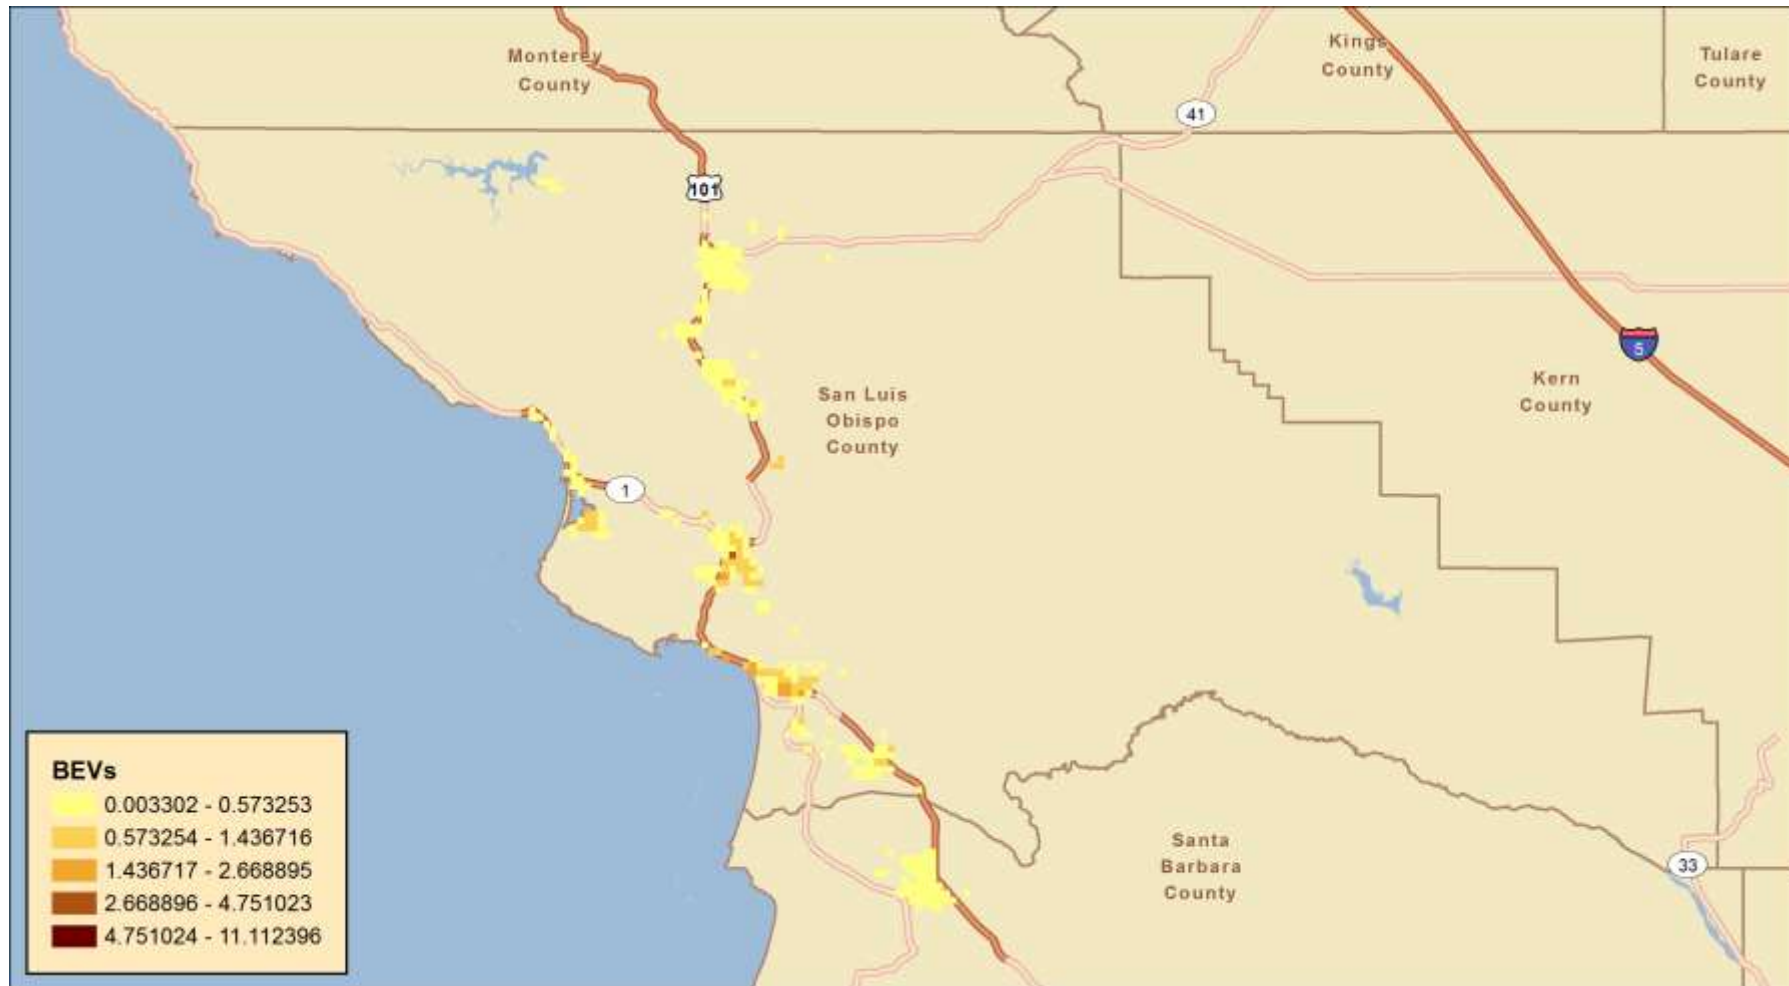 Monterey
County
Kings
County
Tulare
County
41
101
San Luis
Obispo
County
5
Kern
County
1
BEVs
0.003302 - 0.573253
0.573254 - 1.436716
1.436717 - 2.668895
2.668896 - 4.751023
4.751024 - 11.112396
Santa
Barbara
County
33